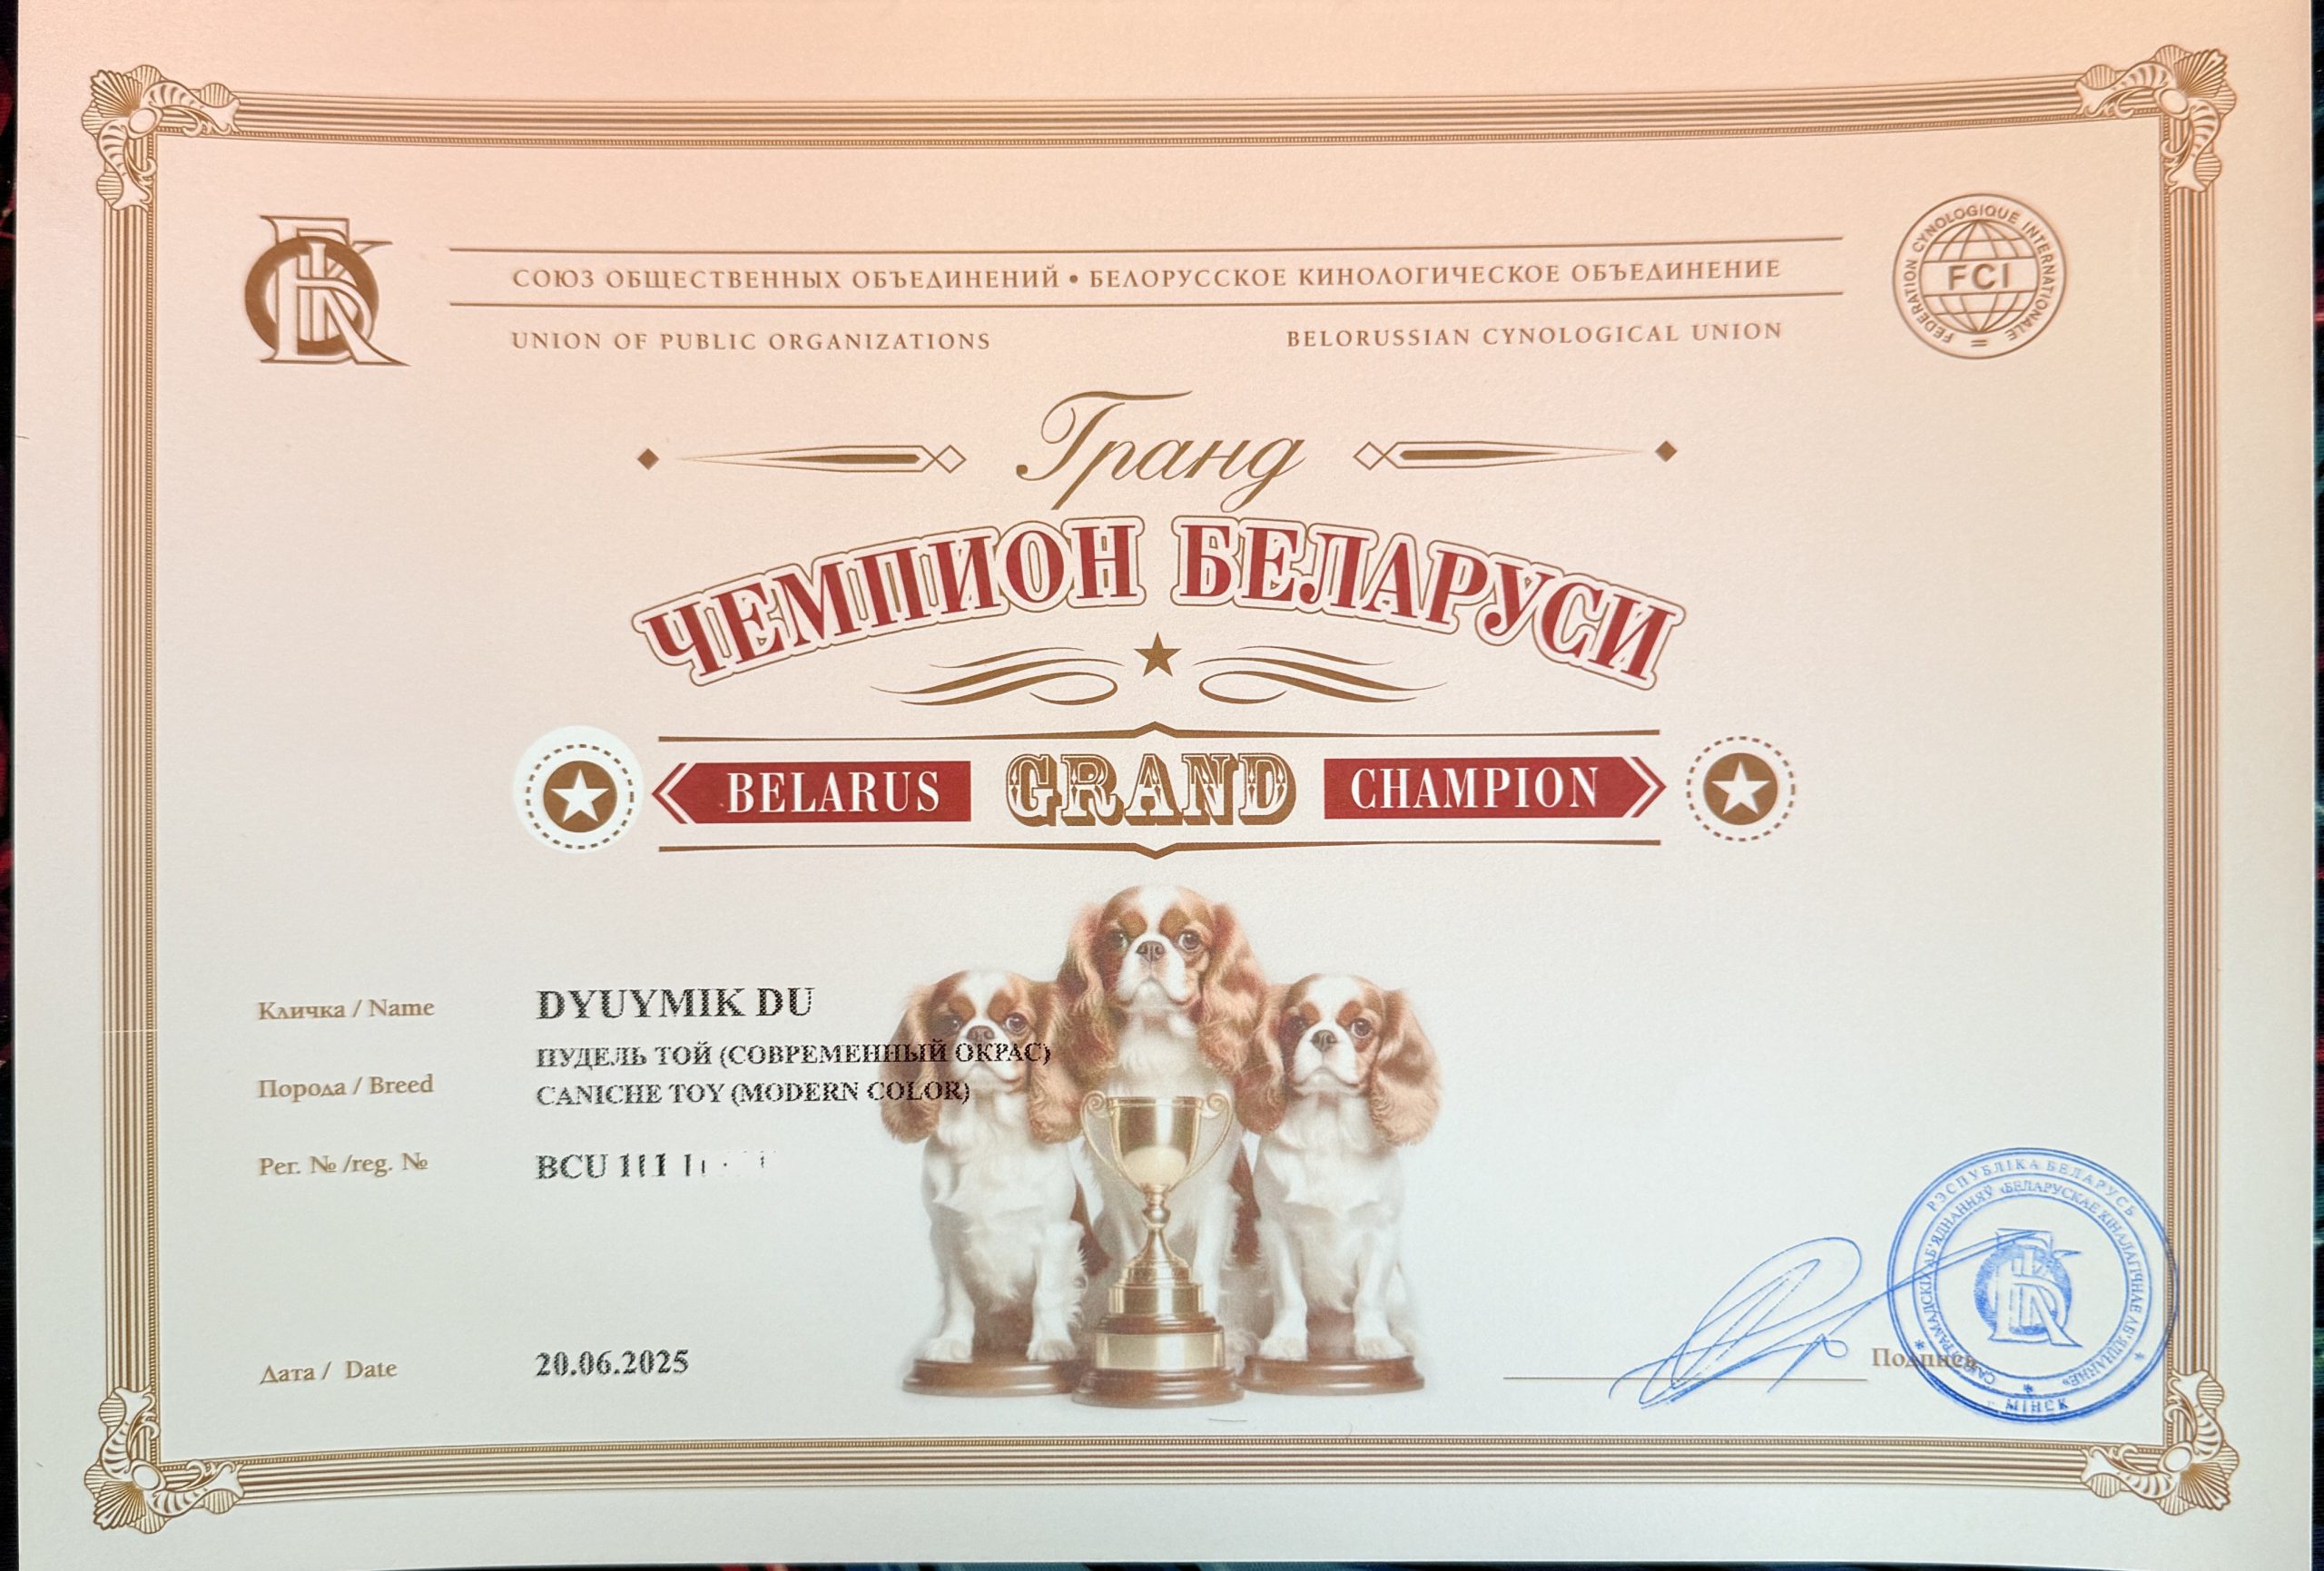 СОЮЗ ОБЩЕСТВЕННЫХ ОБЪЕДИНЕНИЙ • БЕЛОРУССКОЕ КИНОЛОГИЧЕСКОЕ ОБЪЕДИНЕНИЕ
UNION OF PUBLIC ORGANIZATIONS BELORUSSIAN CYNOLOGICAL UNION
FEDERATION CYNOLOGIQUE INTERNATIONALE
FCI
Гранд
ЧЕМПИОН БЕЛАРУСИ
BELARUS GRAND CHAMPION
Кличка / Name DYUYMIK DU
ПУДЕЛЬ ТОЙ (СОВРЕМЕННЫЙ ОКРАС)
Порода / Breed CANICHE TOY (MODERN COLOR)
Рег. № /reg. № BCU
Дата / Date 20.06.2025
Подпись
РЭСПУБЛІКА БЕЛАРУСЬ
МІНСК